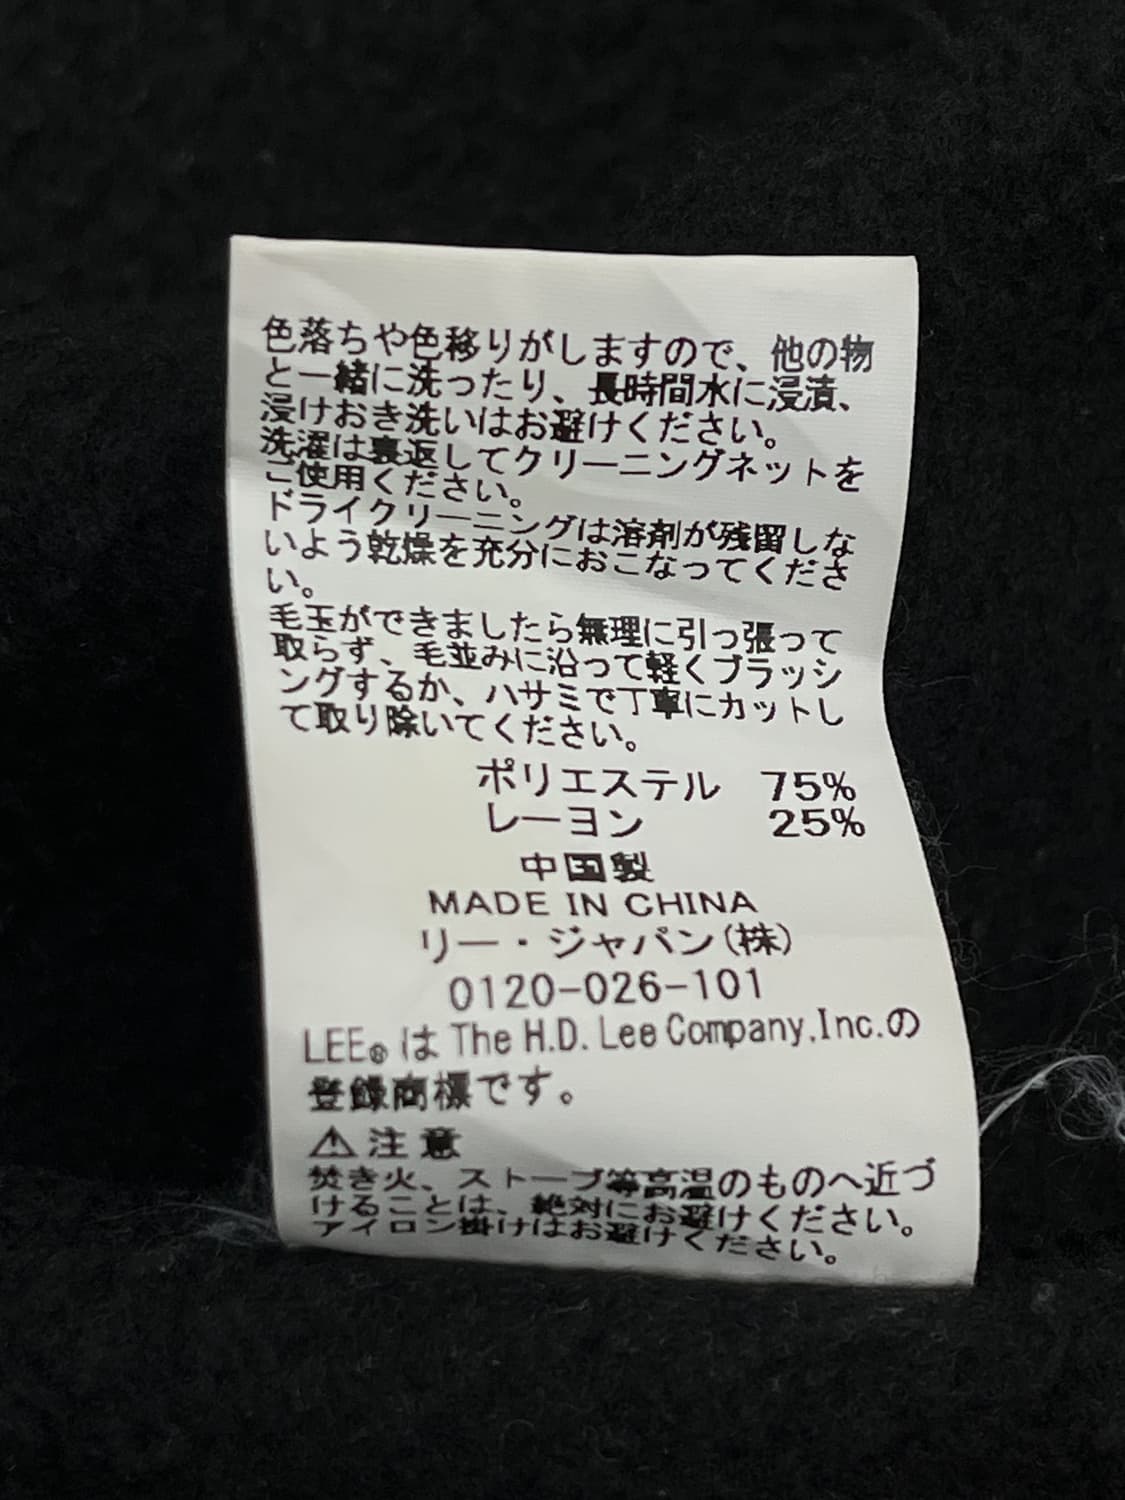 色落ちや色移りがしますので、他の物
と一緒に洗ったり、長時間水に浸漬、
浸けおき洗いはお避けください。
洗濯は裏返してクリーニングネットを
ご使用ください。
ドライクリーニングは溶剤が残留しな
いよう乾燥を充分におこなってくださ
い。
毛玉ができましたら無理に引っ張って
取らず、毛並みに沿って軽くブラッシ
ングするか、ハサミで丁寧にカットし
て取り除いてください。
ポリエステル 75%
レーヨン 25%
中国製
MADE IN CHINA
リー・ジャパン(株)
0120-026-101
LEE®は The H.D. Lee Company,Inc.の
登録商標です。
⚠注意
焚き火、ストーブ等高温のものへ近づ
けることは、絶対にお避けください。
アイロン掛けはお避けください。